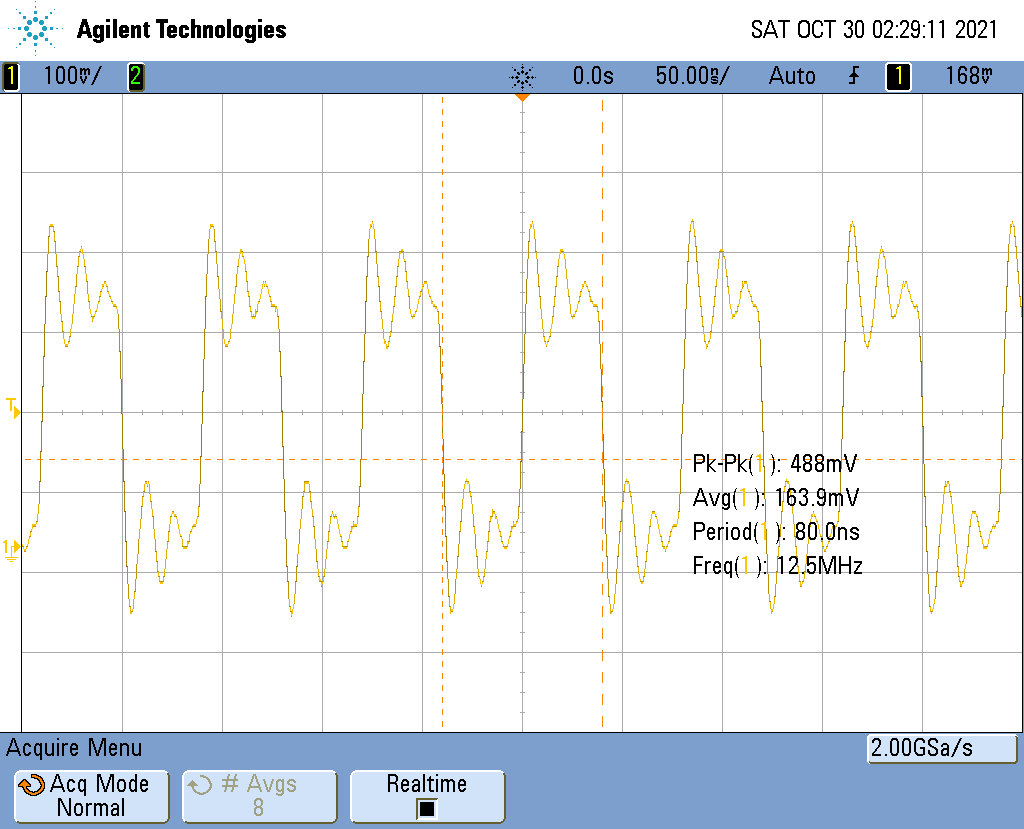 Agilent Technologies SAT OCT 30 02:29:11 2021
1 100mV/ 2 0.0s 50.00ns/ Auto 1 168mV
T
Pk-Pk(1): 488mV
Avg(1): 163.9mV
Period(1): 80.0ns
1
Freq(1): 12.5MHz
Acquire Menu 2.00GSa/s
Acq Mode # Avgs Realtime
Normal 8